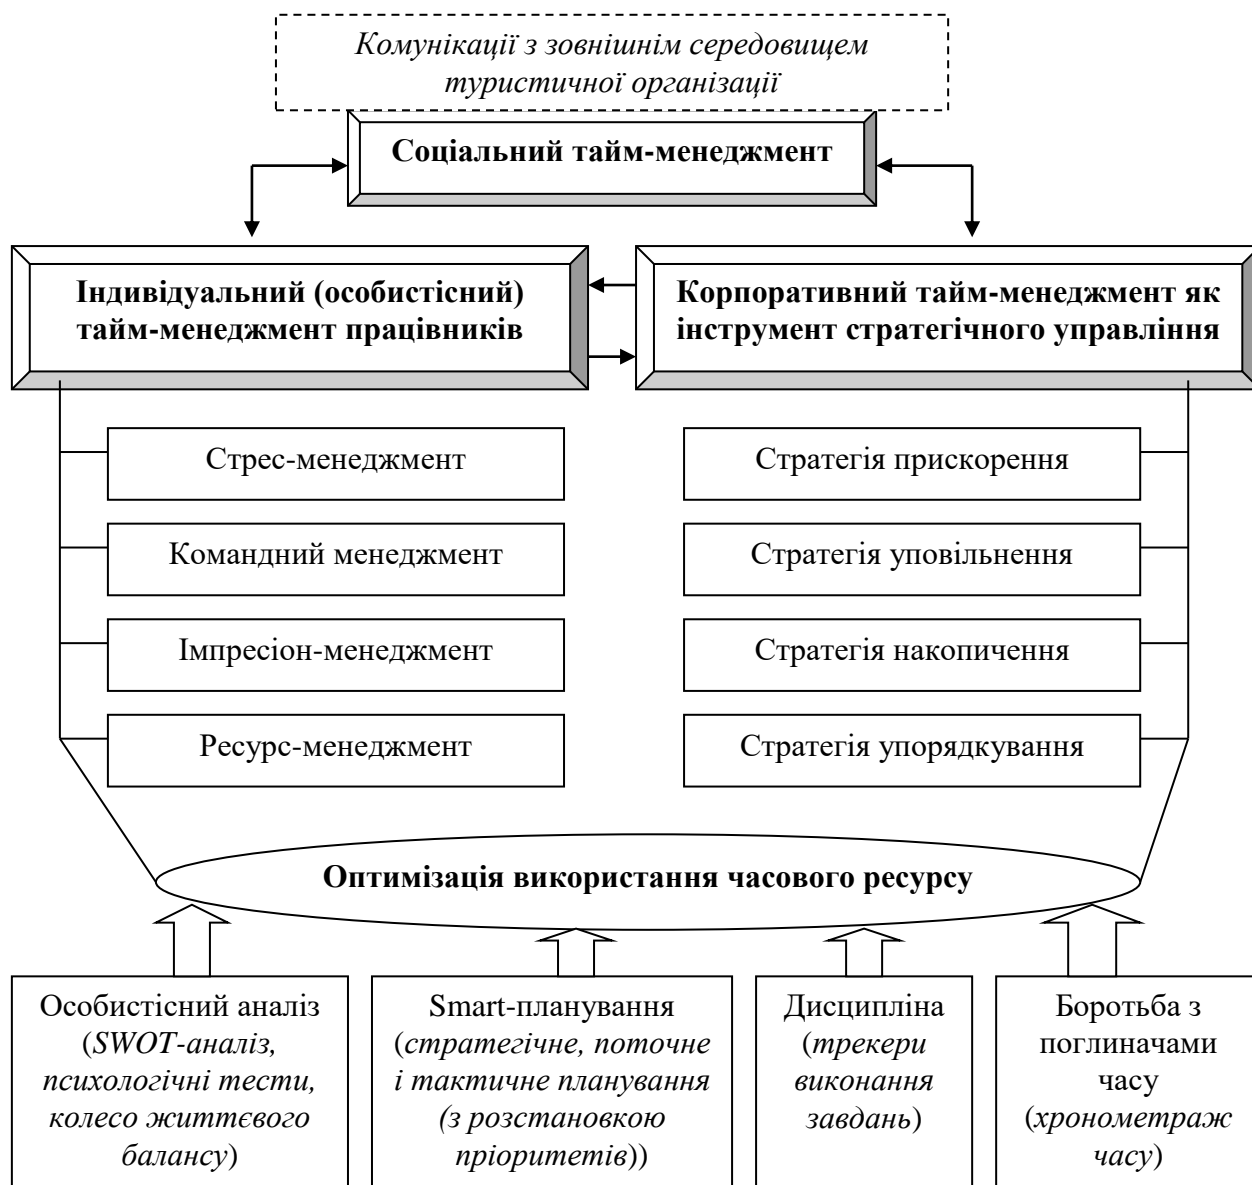 Комунікації з зовнішнім середовищем
туристичної організації
Соціальний тайм-менеджмент
Індивідуальний (особистісний)
тайм-менеджмент працівників
Корпоративний тайм-менеджмент як
інструмент стратегічного управління
Стрес-менеджмент
Командний менеджмент
Імпресіон-менеджмент
Ресурс-менеджмент
Стратегія прискорення
Стратегія уповільнення
Стратегія накопичення
Стратегія упорядкування
Оптимізація використання часового ресурсу
Особистісний аналіз
(SWOT-аналіз,
психологічні тести,
колесо життєвого
балансу)
Smart-планування
(стратегічне, поточне
і тактичне планування
(з розстановкою
пріоритетів))
Дисципліна
(трекери
виконання
завдань)
Боротьба з
поглиначами
часу
(хронометраж
часу)